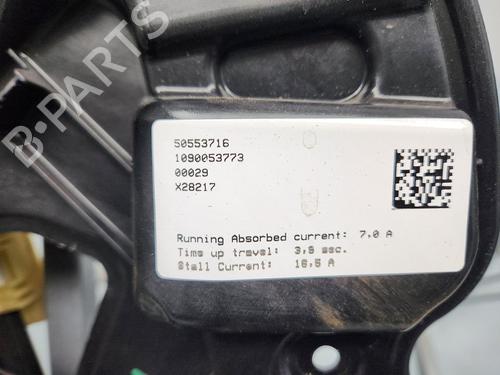 B-PARTS
50553716
1090053773
00029
X28217
Running Absorbed current: 7,0 A
Time up travel: 3,9 sec.
Stall Current: 16,5 A